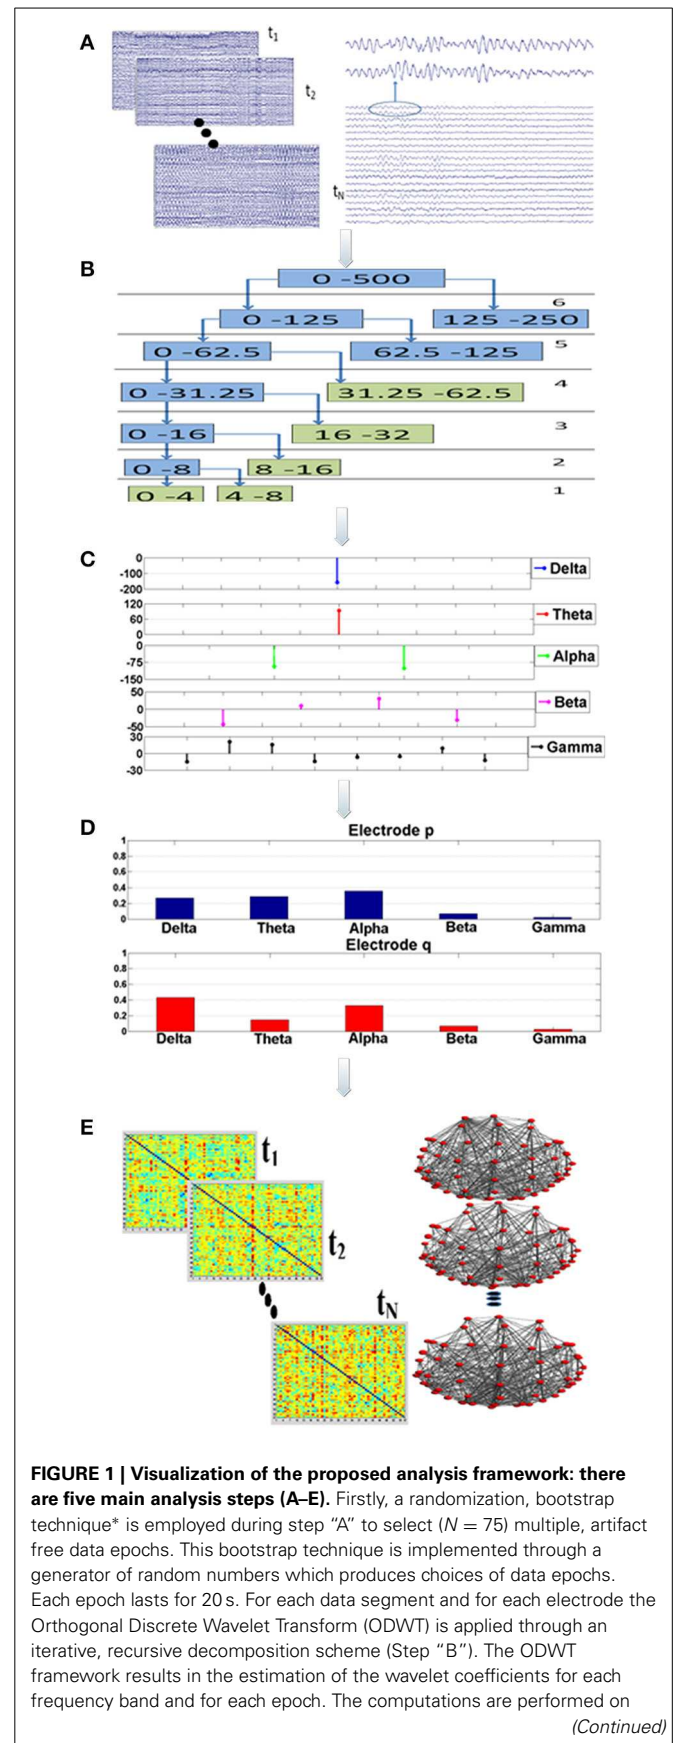 A
t1
t2
tN
B
0 -500
6
0 -125
125 -250
5
0 -62.5
62.5 -125
4
0 -31.25
31.25 -62.5
3
0 -16
16 -32
2
0 -8
8 -16
1
0 -4
4 -8
C
0
-100
-200
Delta
120
60
0
Theta
0
-75
-150
Alpha
50
0
-50
Beta
30
0
-30
Gamma
D
Electrode p
1
0.8
0.6
0.4
0.2
0
Delta Theta Alpha Beta Gamma
Electrode q
1
0.8
0.6
0.4
0.2
0
Delta Theta Alpha Beta Gamma
E
t1
t2
tN
FIGURE 1 | Visualization of the proposed analysis framework: there
are five main analysis steps (A–E). Firstly, a randomization, bootstrap
technique* is employed during step “A” to select (N = 75) multiple, artifact
free data epochs. This bootstrap technique is implemented through a
generator of random numbers which produces choices of data epochs.
Each epoch lasts for 20 s. For each data segment and for each electrode the
Orthogonal Discrete Wavelet Transform (ODWT) is applied through an
iterative, recursive decomposition scheme (Step “B”). The ODWT
framework results in the estimation of the wavelet coefficients for each
frequency band and for each epoch. The computations are performed on
(Continued)